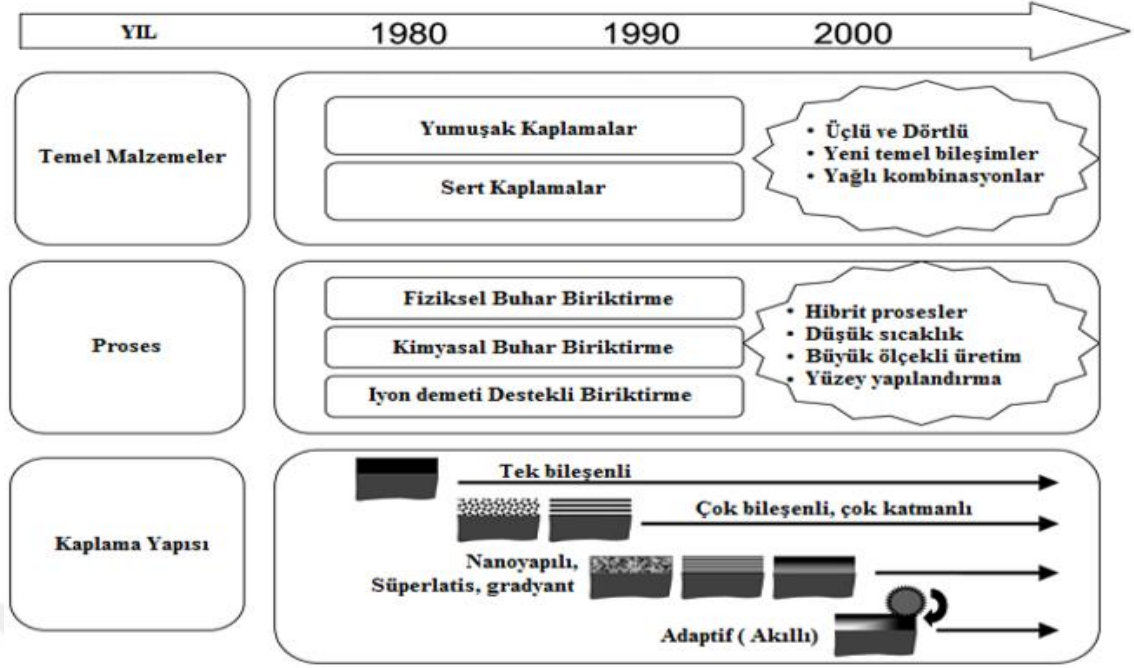 YIL 1980 1990 2000
Temel Malzemeler
Yumuşak Kaplamalar
Sert Kaplamalar
• Üçlü ve Dörtlü
• Yeni temel bileşimler
• Yağlı kombinasyonlar
Proses
Fiziksel Buhar Biriktirme
Kimyasal Buhar Biriktirme
Iyon demeti Destekli Biriktirme
• Hibrit prosesler
• Düşük sıcaklık
• Büyük ölçekli üretim
• Yüzey yapılandırma
Kaplama Yapısı
Tek bileşenli
Çok bileşenli, çok katmanlı
Nanoyapılı,
Süperlatis, gradyant
Adaptif ( Akıllı)